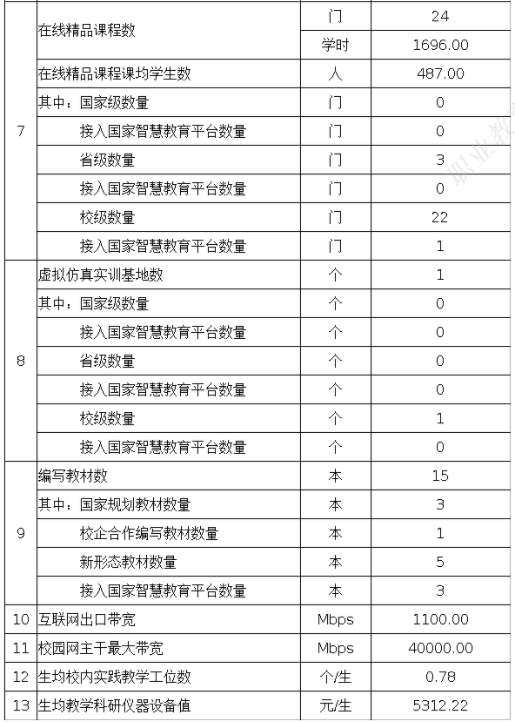 在线精品课程数 门 24
学时 1696.00
在线精品课程课均学生数 人 487.00
其中：国家级数量 门 0
7 接入国家智慧教育平台数量 门 0
省级数量 门 3
接入国家智慧教育平台数量 门 0
校级数量 门 22
接入国家智慧教育平台数量 门 1
虚拟仿真实训基地数 个 1
其中：国家级数量 个 0
接入国家智慧教育平台数量 个 0
8 省级数量 个 0
接入国家智慧教育平台数量 个 0
校级数量 个 1
接入国家智慧教育平台数量 个 0
编写教材数 本 15
其中：国家规划教材数量 本 3
9 校企合作编写教材数量 本 1
新形态教材数量 本 5
接入国家智慧教育平台数量 本 3
10 互联网出口带宽 Mbps 1100.00
11 校园网主干最大带宽 Mbps 40000.00
12 生均校内实践教学工位数 个/生 0.78
13 生均教学科研仪器设备值 元/生 5312.22
职业教